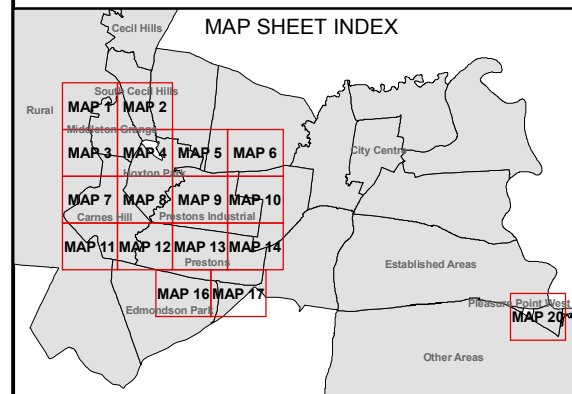 MAP SHEET INDEX
Cecil Hills
South Cecil Hills
Rural
MAP 1 MAP 2
Middleton Grange
MAP 3 MAP 4 MAP 5 MAP 6
City Centre
Hoxton Park
MAP 7 MAP 8 MAP 9 MAP 10
Carnes Hill Prestons Industrial
MAP 11 MAP 12 MAP 13 MAP 14
Prestons
Established Areas
MAP 16 MAP 17
Edmondson Park
Pleasure Point West
MAP 20
Other Areas